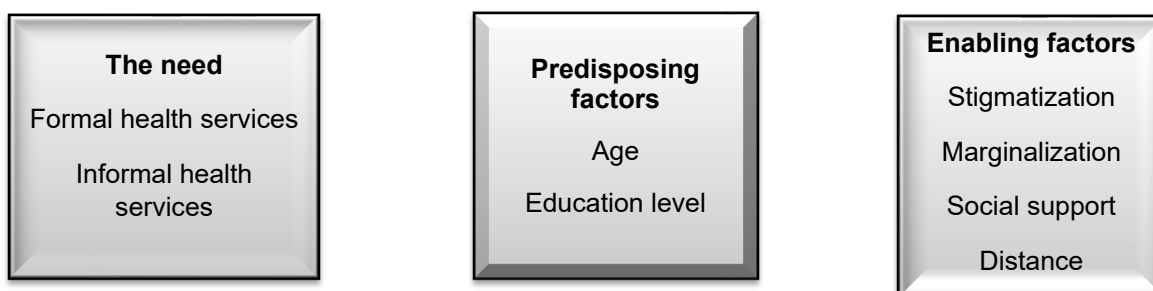 The need
Formal health services
Informal health
services
Predisposing
factors
Age
Education level
Enabling factors
Stigmatization
Marginalization
Social support
Distance